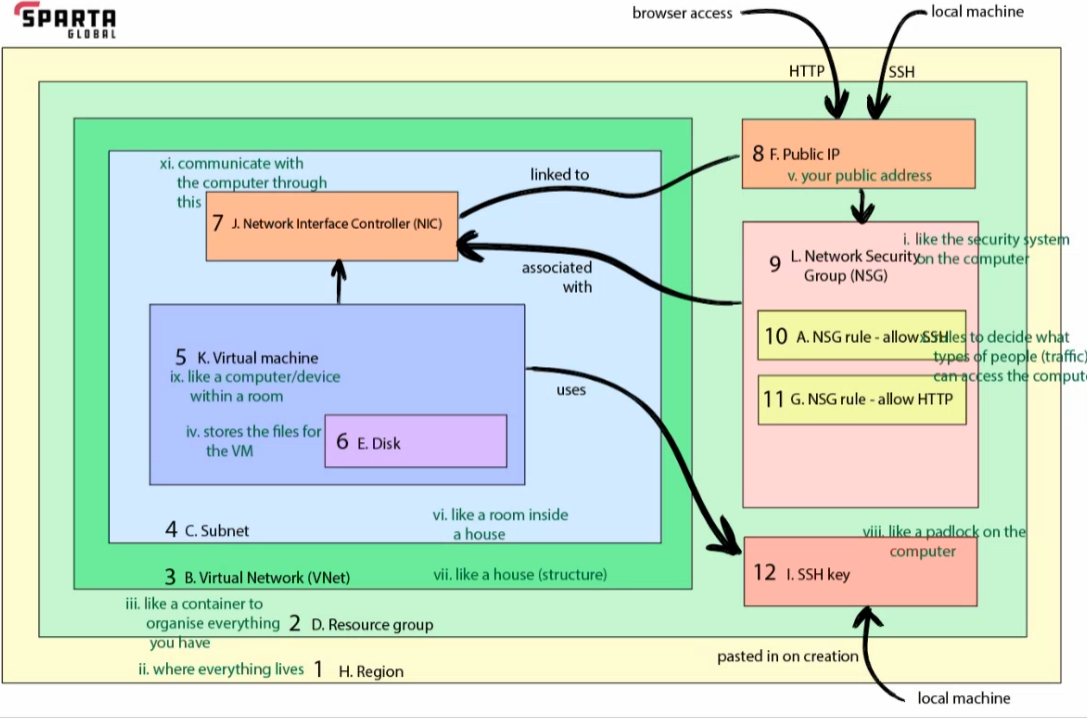 SPARTA
GLOBAL
browser access
local machine
HTTP
SSH
8 F. Public IP
v. your public address
xi. communicate with
the computer through
this
7 J. Network Interface Controller (NIC)
linked to
associated
with
i. like the security system
on the computer
9 L. Network Security
Group (NSG)
10 A. NSG rule - allow SSH
rules to decide what
types of people (traffic)
can access the compute
11 G. NSG rule - allow HTTP
5 K. Virtual machine
ix. like a computer/device
within a room
iv. stores the files for
the VM
6 E. Disk
uses
4 C. Subnet
vi. like a room inside
a house
viii. like a padlock on the
computer
12 I. SSH key
3 B. Virtual Network (VNet)
vii. like a house (structure)
iii. like a container to
organise everything
you have
2 D. Resource group
ii. where everything lives
1 H. Region
pasted in on creation
local machine